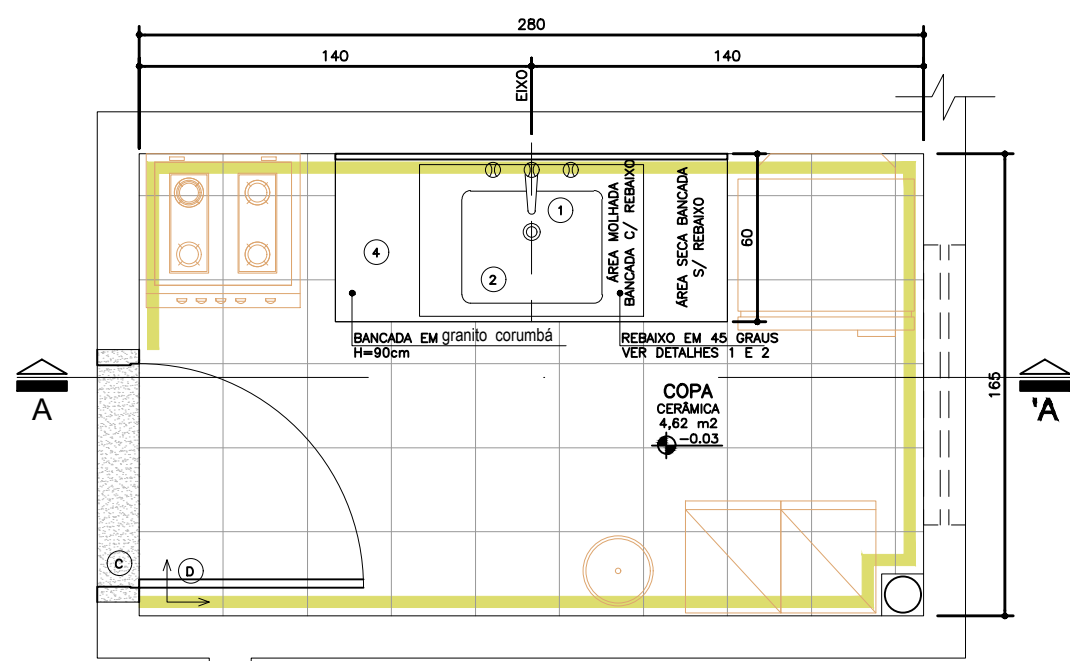 280
140
140
EIXO
ÁREA MOLHADA
BANCADA C/ REBAIXO
ÁREA SECA BANCADA
S/ REBAIXO
60
1
2
4
BANCADA EM granito corumbá
H=90cm
REBAIXO EM 45 GRAUS
VER DETALHES 1 E 2
A
'A
165
COPA
CERÂMICA
4,62 m2
-0.03
C
D